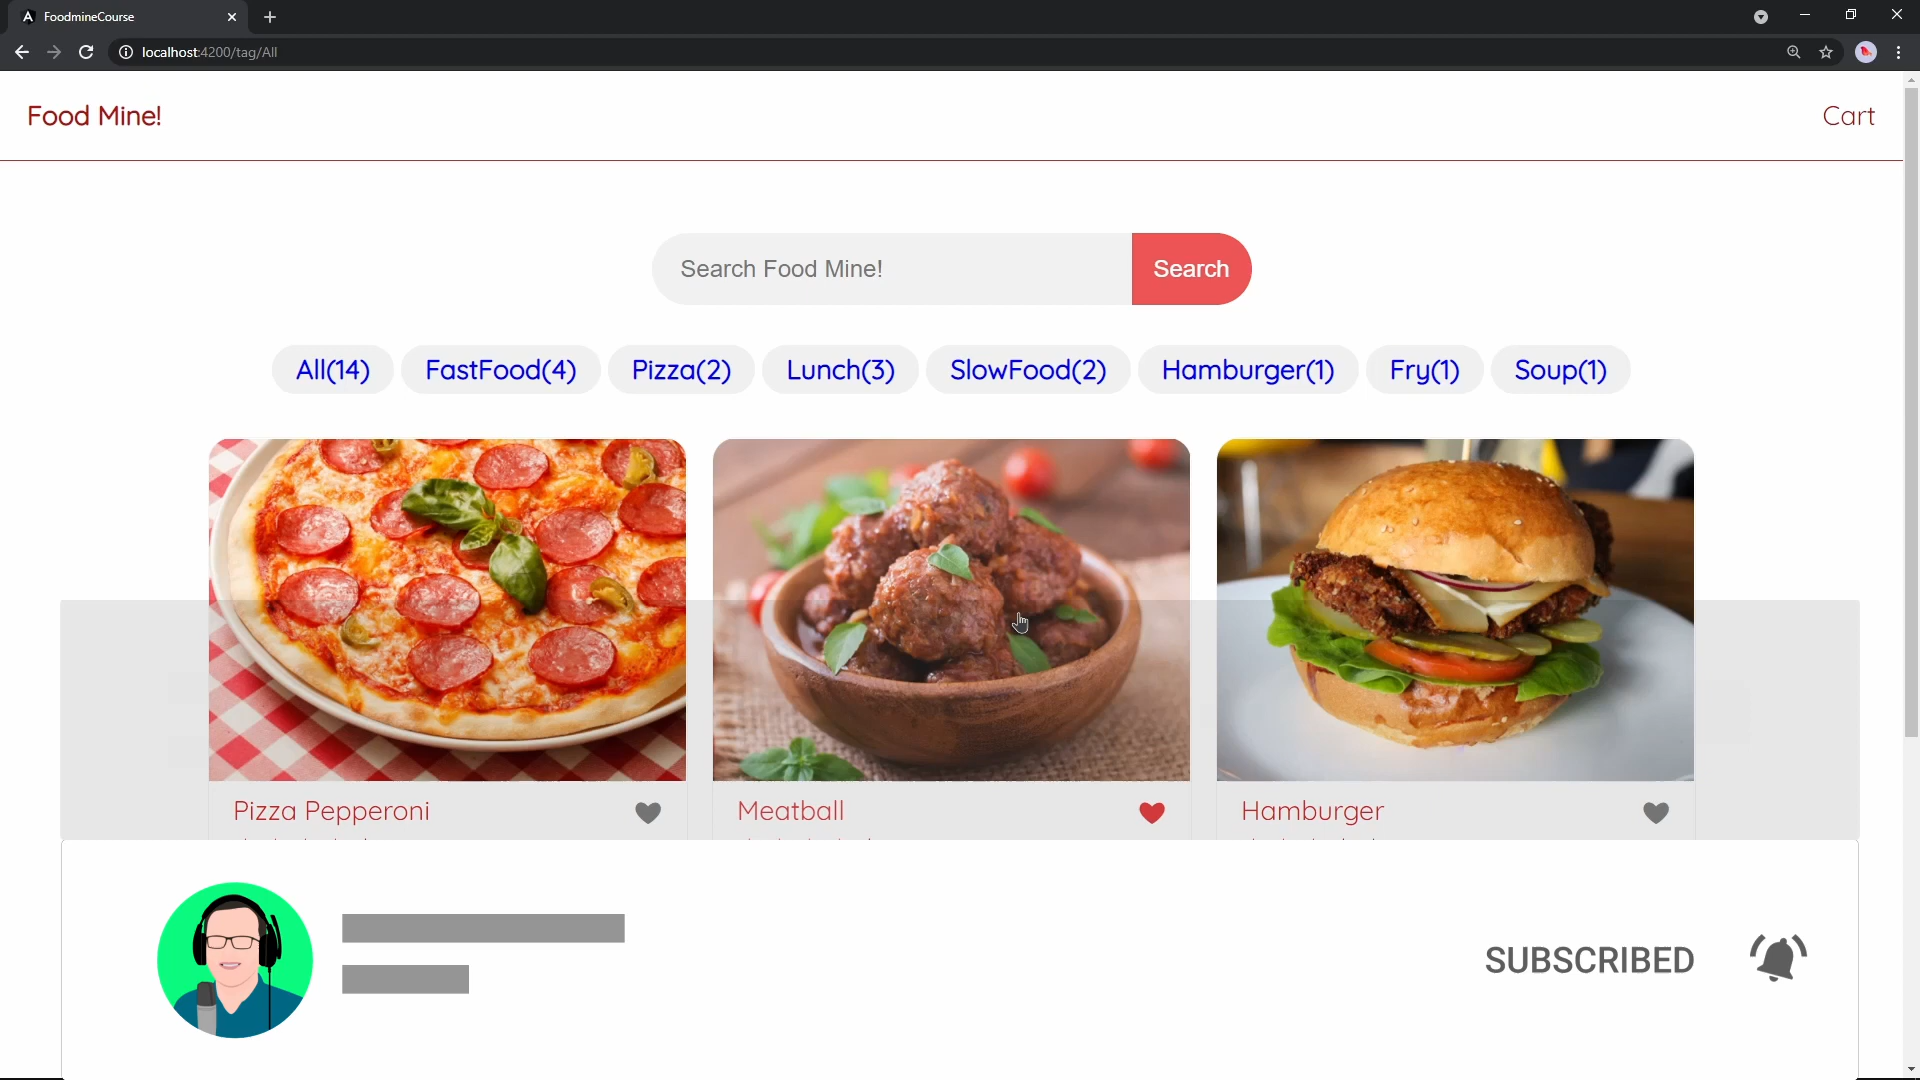 FoodmineCourse
localhost:4200/tag/All
Food Mine!
Cart
Search Food Mine!
Search
All(14)
FastFood(4)
Pizza(2)
Lunch(3)
SlowFood(2)
Hamburger(1)
Fry(1)
Soup(1)
Pizza Pepperoni
Meatball
Hamburger
SUBSCRIBED